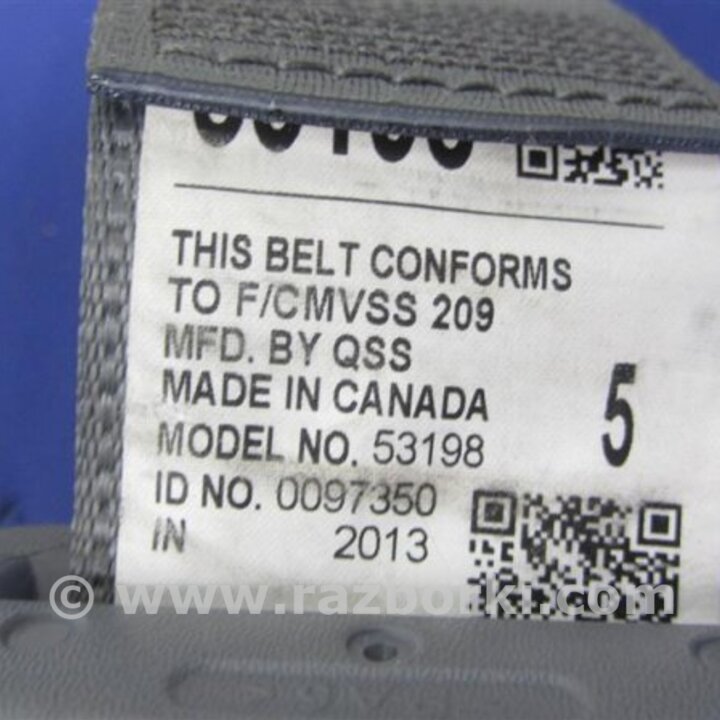 THIS BELT CONFORMS
TO F/CMVSS 209
MFD. BY QSS
MADE IN CANADA
5
MODEL NO. 53198
ID NO. 0097350
IN 2013
© www.razborki.com